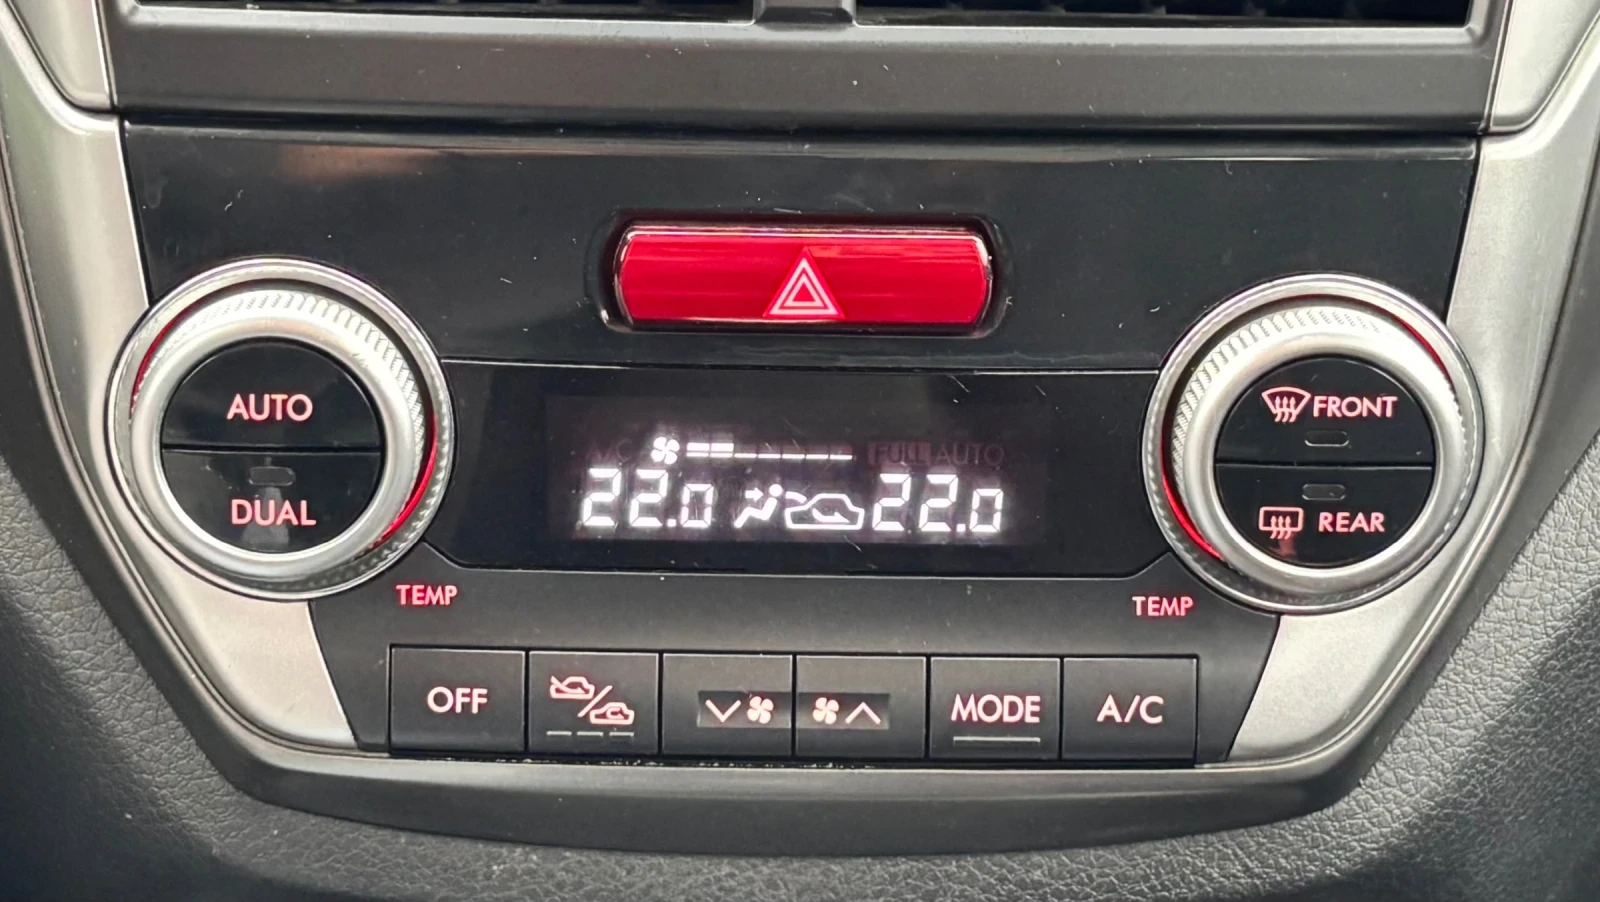 AUTO
DUAL
A/C
FULL AUTO
22.0 22.0
FRONT
REAR
TEMP
TEMP
OFF
MODE
A/C